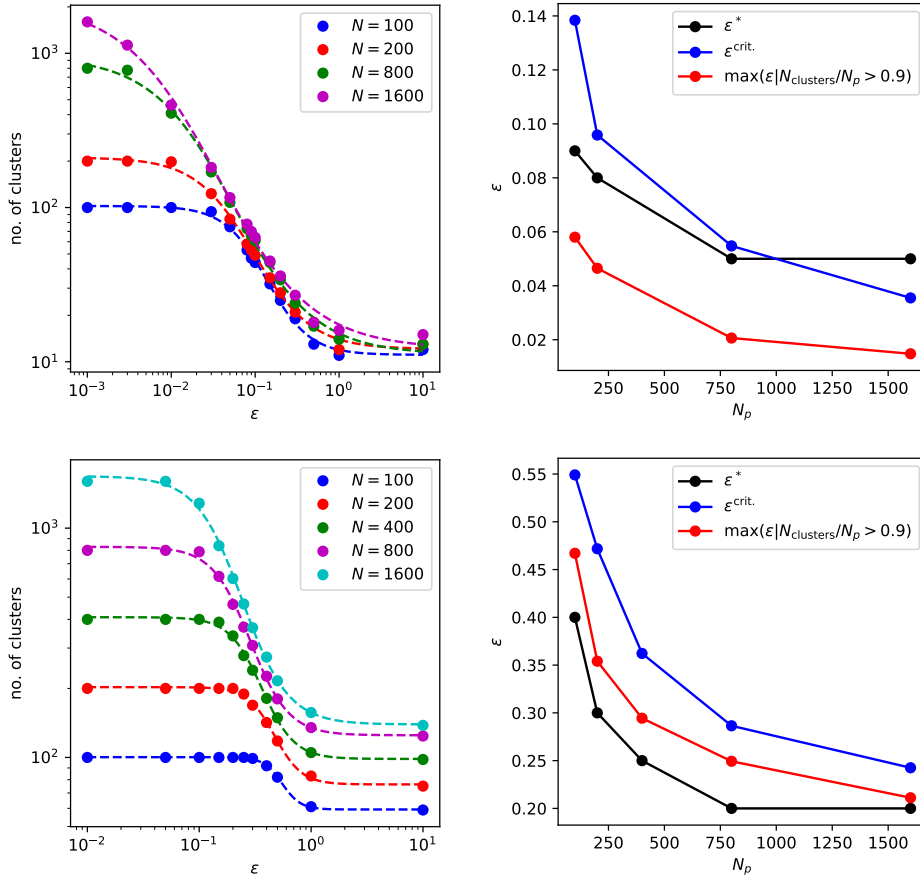 no. of clusters
10³
10²
10¹
10⁻³ 10⁻² 10⁻¹ 10⁰ 10¹
ε
N = 100
N = 200
N = 800
N = 1600
ε
0.14
0.12
0.10
0.08
0.06
0.04
0.02
250 500 750 1000 1250 1500
N_p
ε*
ε^crit.
max(ε|N_clusters/N_p > 0.9)
no. of clusters
10³
10²
10⁻² 10⁻¹ 10⁰ 10¹
ε
N = 100
N = 200
N = 400
N = 800
N = 1600
ε
0.55
0.50
0.45
0.40
0.35
0.30
0.25
0.20
250 500 750 1000 1250 1500
N_p
ε*
ε^crit.
max(ε|N_clusters/N_p > 0.9)